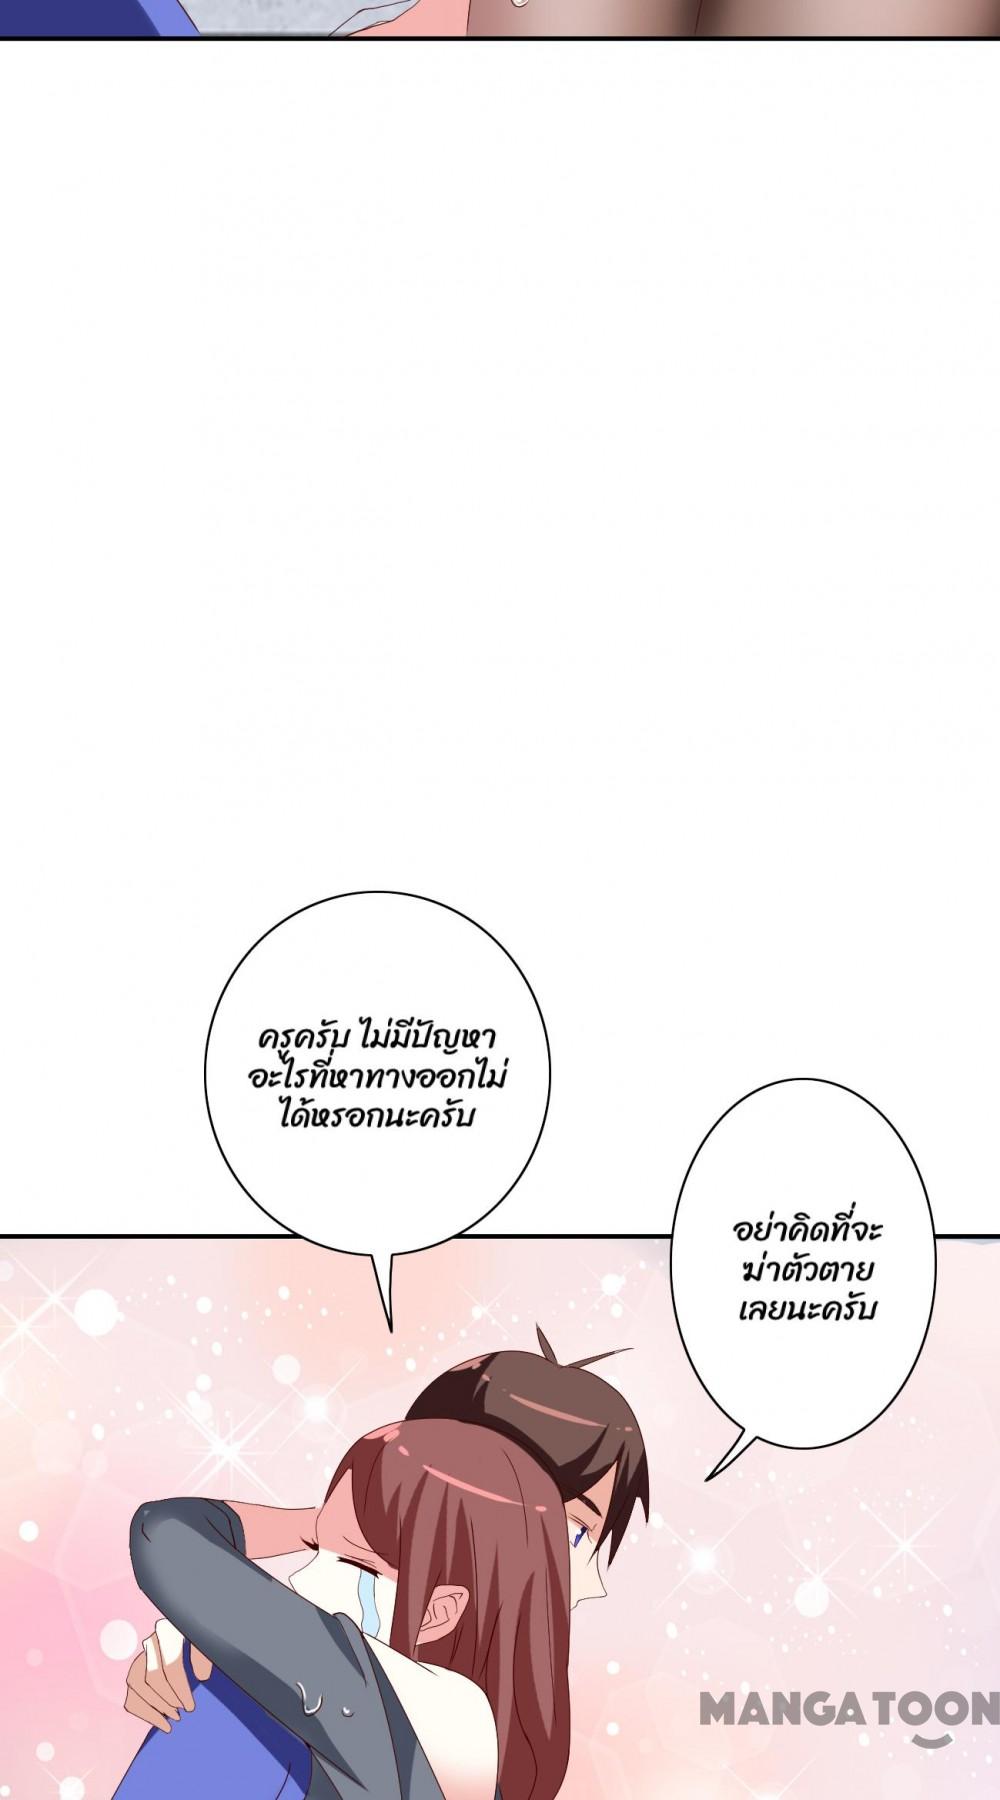 ครูครับ ไม่มีปัญหา
อะไรที่หาทางออกไม่
ได้หรอกนะครับ
อย่าคิดที่จะ
ฆ่าตัวตาย
เลยนะครับ
MANGATOON